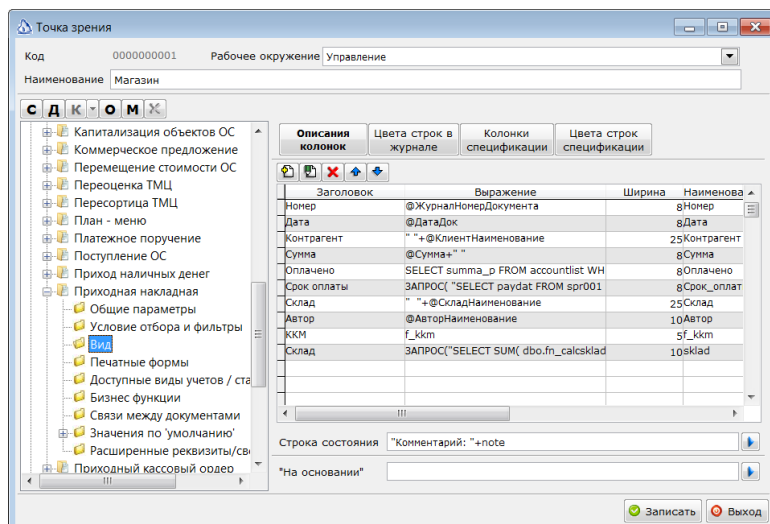 Точка зрения
Код 0000000001 Рабочее окружение Управление
Наименование Магазин
С Д К О М
Капитализация объектов ОС
Коммерческое предложение
Перемещение стоимости ОС
Переоценка ТМЦ
Пересортица ТМЦ
План - меню
Платежное поручение
Поступление ОС
Приход наличных денег
Приходная накладная
Общие параметры
Условие отбора и фильтры
Вид
Печатные формы
Доступные виды учетов / ста
Бизнес функции
Связи между документами
Значения по 'умолчанию'
Расширенные реквизиты/сво
Приходный кассовый ордер
Описания колонок
Цвета строк в журнале
Колонки спецификации
Цвета строк спецификации
Заголовок Выражение Ширина Наименова
Номер @ЖурналНомерДокумента 8 Номер
Дата @ДатаДок 8 Дата
Контрагент " "+@КлиентНаименование 25 Контрагент
Сумма @Сумма+" " 8 Сумма
Оплачено SELECT summa_p FROM accountlist WH 8 Оплачено
Срок оплаты ЗАПРОС( "SELECT paydat FROM spr001 8 Срок_оплат
Склад " "+@СкладНаименование 25 Склад
Автор @АвторНаименование 10 Автор
ККМ f_kkm 5 f_kkm
Склад ЗАПРОС("SELECT SUM( dbo.fn_calcsklad 10 sklad
Строка состояния "Комментарий: "+note
"На основании"
Записать Выход